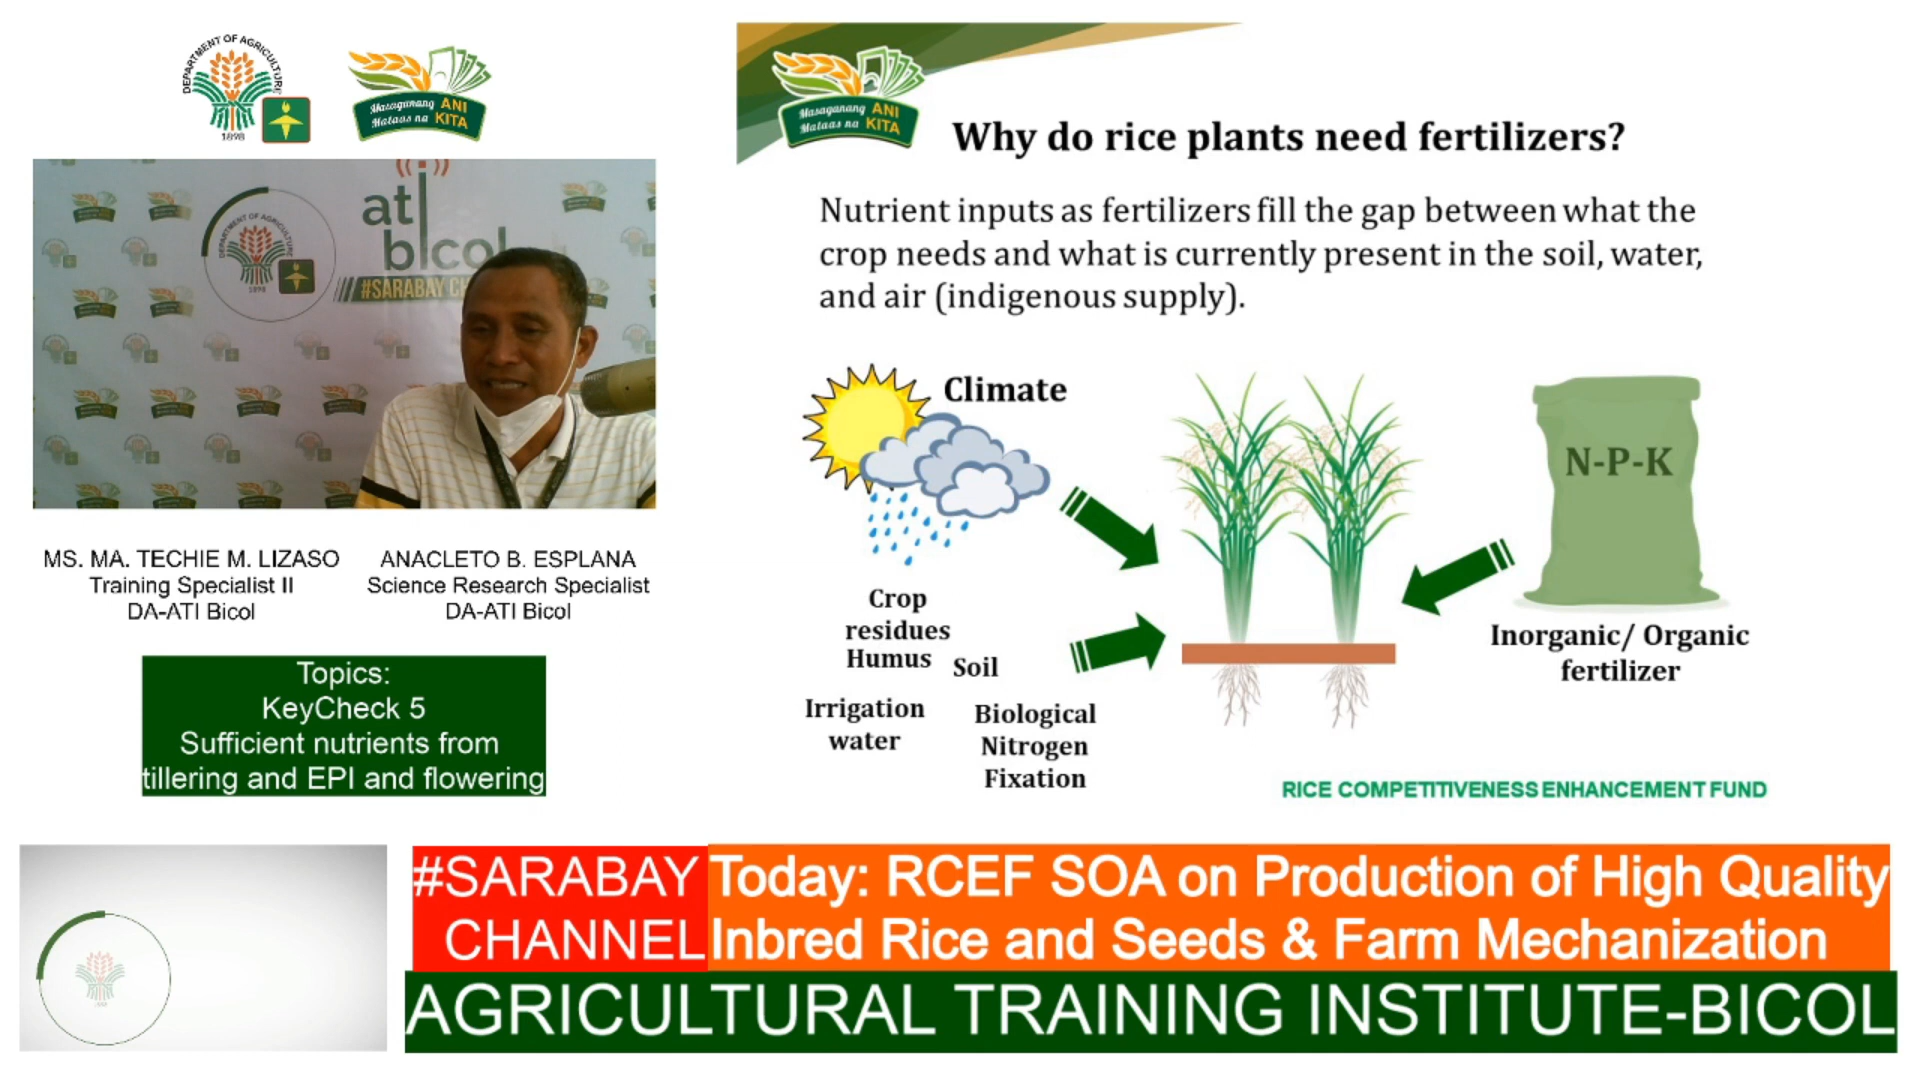 DEPARTMENT OF AGRICULTURE
1898
Masaganang ANI
Mataas na KITA
DEPARTMENT OF AGRICULTURE
1898
ati
bicol
#SARABAY CH
MS. MA. TECHIE M. LIZASO
Training Specialist II
DA-ATI Bicol
ANACLETO B. ESPLANA
Science Research Specialist
DA-ATI Bicol
Topics:
KeyCheck 5
Sufficient nutrients from
tillering and EPI and flowering
Masaganang ANI
Mataas na KITA
Why do rice plants need fertilizers?
Nutrient inputs as fertilizers fill the gap between what the
crop needs and what is currently present in the soil, water,
and air (indigenous supply).
Climate
Crop
residues
Humus
Soil
Irrigation
water
Biological
Nitrogen
Fixation
N-P-K
Inorganic/ Organic
fertilizer
RICE COMPETITIVENESS ENHANCEMENT FUND
#SARABAY
CHANNEL
Today: RCEF SOA on Production of High Quality
Inbred Rice and Seeds & Farm Mechanization
AGRICULTURAL TRAINING INSTITUTE-BICOL